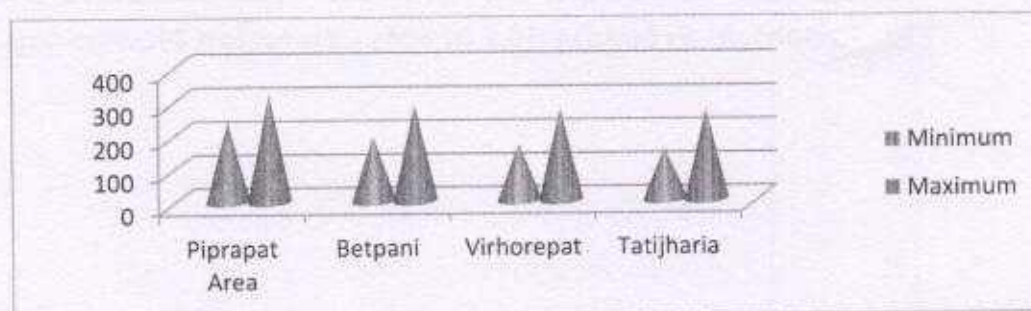 400
300
200
100
0
Piprapat Area
Betpani
Virhorepat
Tatijharia
Minimum
Maximum